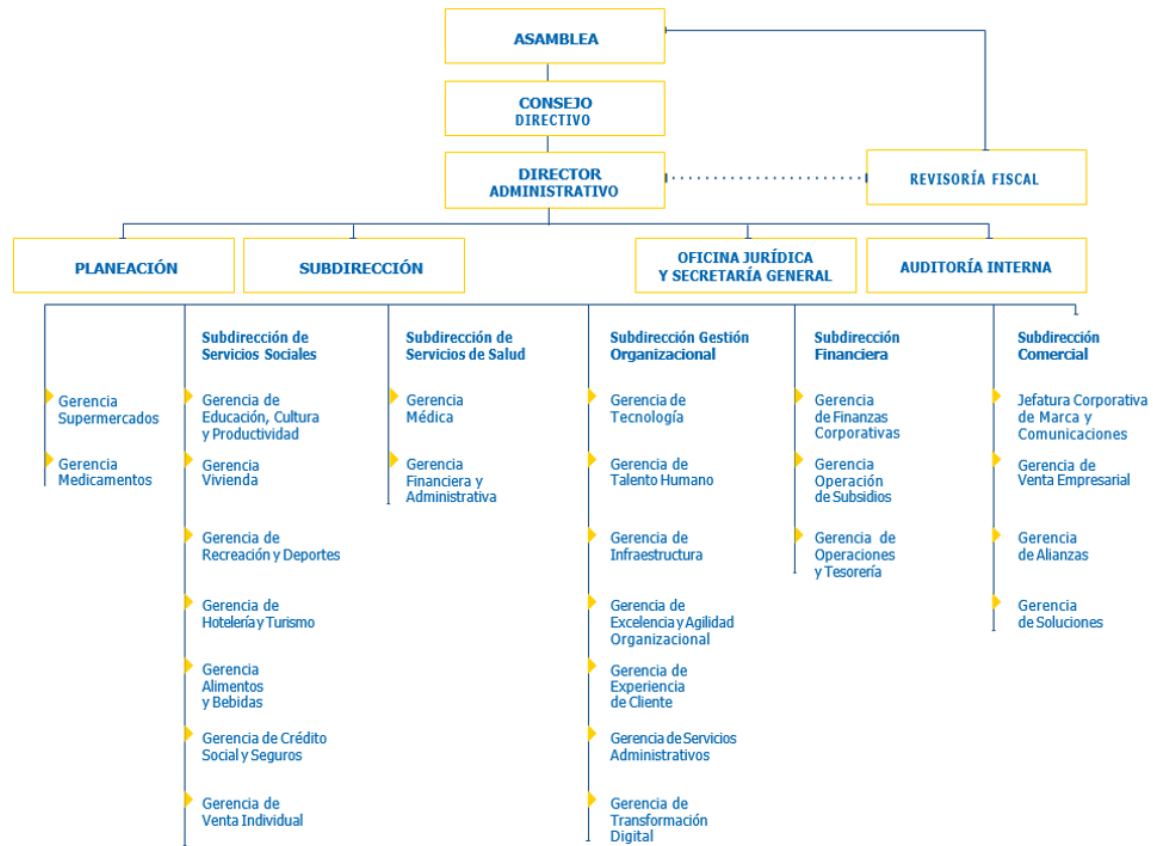 ASAMBLEA
CONSEJO
DIRECTIVO
DIRECTOR
ADMINISTRATIVO
REVISORÍA FISCAL
PLANEACIÓN
SUBDIRECCIÓN
OFICINA JURÍDICA
Y SECRETARÍA GENERAL
AUDITORÍA INTERNA
Gerencia
Supermercados
Gerencia
Medicamentos
Subdirección de
Servicios Sociales
Gerencia de
Educación, Cultura
y Productividad
Gerencia
Vivienda
Gerencia de
Recreación y Deportes
Gerencia de
Hotelería y Turismo
Gerencia
Alimentos
y Bebidas
Gerencia de Crédito
Social y Seguros
Gerencia de
Venta Individual
Subdirección de
Servicios de Salud
Gerencia
Médica
Gerencia
Financiera y
Administrativa
Subdirección Gestión
Organizacional
Gerencia de
Tecnología
Gerencia de
Talento Humano
Gerencia de
Infraestructura
Gerencia de
Excelencia y Agilidad
Organizacional
Gerencia de
Experiencia
de Cliente
Gerencia de Servicios
Administrativos
Gerencia de
Transformación
Digital
Subdirección
Financiera
Gerencia
de Finanzas
Corporativas
Gerencia
Operación
de Subsidios
Gerencia de
Operaciones
y Tesorería
Subdirección
Comercial
Jefatura Corporativa
de Marca y
Comunicaciones
Gerencia de
Venta Empresarial
Gerencia
de Alianzas
Gerencia
de Soluciones